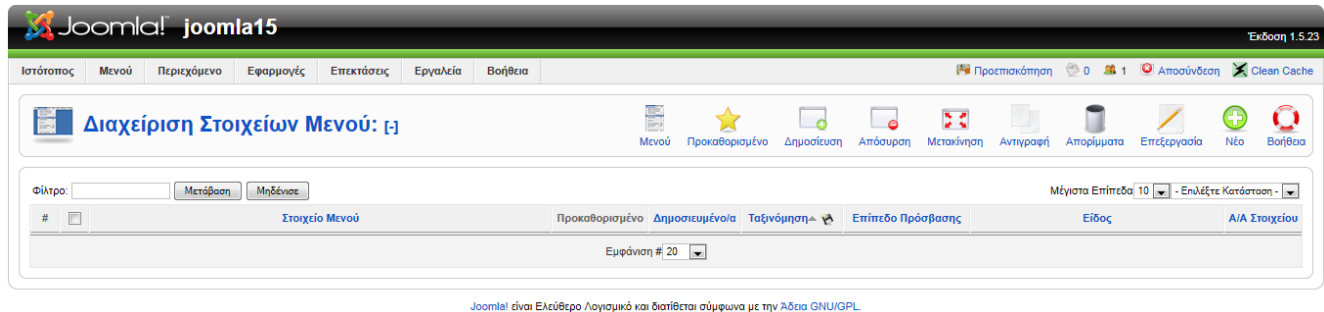 Joomla! joomla15
Έκδοση 1.5.23
Ιστότοπος Μενού Περιεχόμενο Εφαρμογές Επεκτάσεις Εργαλεία Βοήθεια Προεπισκόπηση 0 1 Αποσύνδεση Clean Cache
Διαχείριση Στοιχείων Μενού: [-]
Μενού Προκαθορισμένο Δημοσίευση Απόσυρση Μετακίνηση Αντιγραφή Απορίμματα Επεξεργασία Νέο Βοήθεια
Φίλτρο: Μετάβαση Μηδένισε Μέγιστα Επίπεδα 10 - Επιλέξτε Κατάσταση -
# Στοιχείο Μενού Προκαθορισμένο Δημοσιευμένο/α Ταξινόμηση Επίπεδο Πρόσβασης Είδος Α/Α Στοιχείου
Εμφάνιση # 20
Joomla! είναι Ελεύθερο Λογισμικό και διατίθεται σύμφωνα με την Άδεια GNU/GPL.